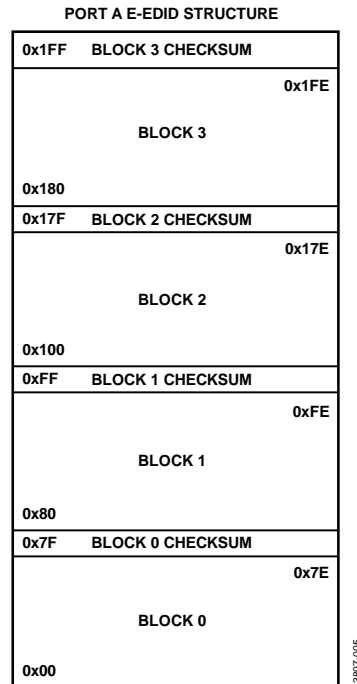 PORT A E-EDID STRUCTURE
0x1FF BLOCK 3 CHECKSUM
0x1FE
BLOCK 3
0x180
0x17F BLOCK 2 CHECKSUM
0x17E
BLOCK 2
0x100
0xFF BLOCK 1 CHECKSUM
0xFE
BLOCK 1
0x80
0x7F BLOCK 0 CHECKSUM
0x7E
BLOCK 0
0x00